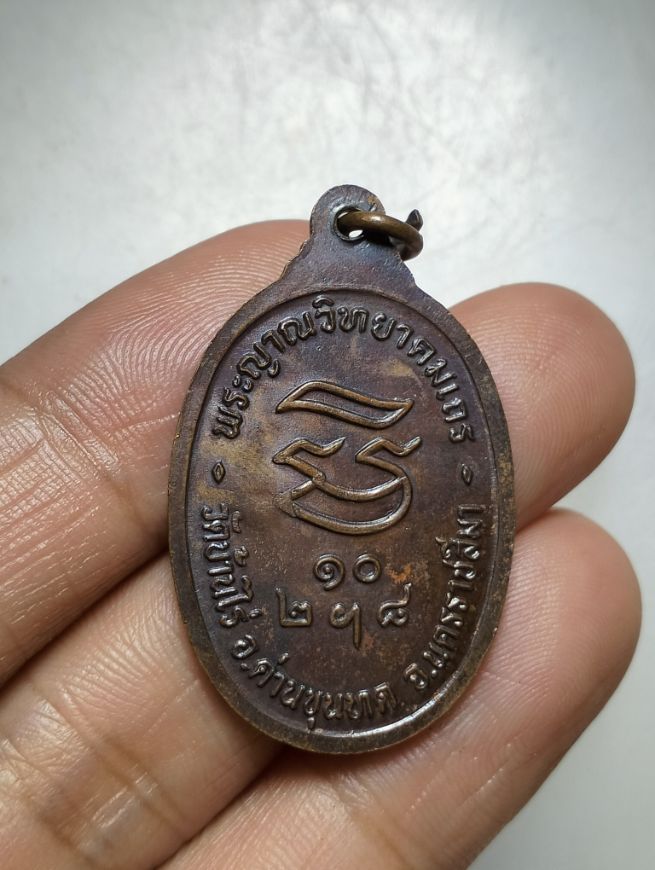 พระญาณวิทยาคมเถร
๑๐
๒ ๗ ๘
วัดบ้านไร่ อ.ด่านขุนทด จ.นครราชสีมา